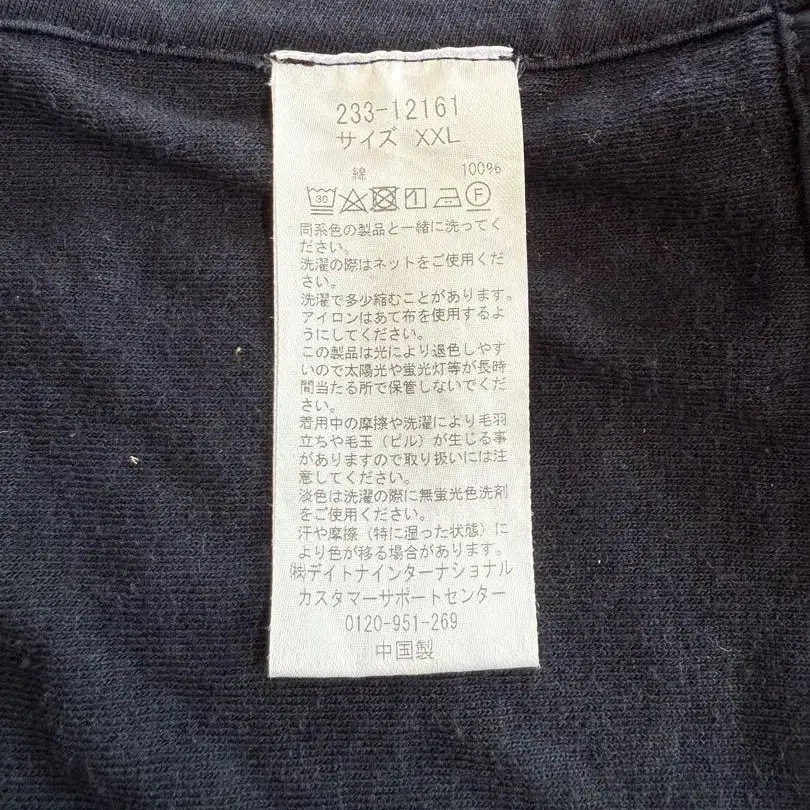 233-12161
サイズ XXL
綿 100%
30 1 F
同系色の製品と一緒に洗ってく
ださい。
洗濯の際はネットをご使用くだ
さい。
洗濯で多少縮むことがあります。
アイロンはあて布を使用するよ
うにしてください。
この製品は光により退色しやす
いので太陽光や蛍光灯等が長時
間当たる所で保管しないでくだ
さい。
着用中の摩擦や洗濯により毛羽
立ちや毛玉（ピル）が生じる事
がありますので取り扱いには注
意してください。
淡色は洗濯の際に無蛍光色洗剤
をご使用ください。
汗や摩擦（特に湿った状態）に
より色が移る場合があります。
㈱デイトナインターナショナル
カスタマーサポートセンター
0120-951-269
中国製